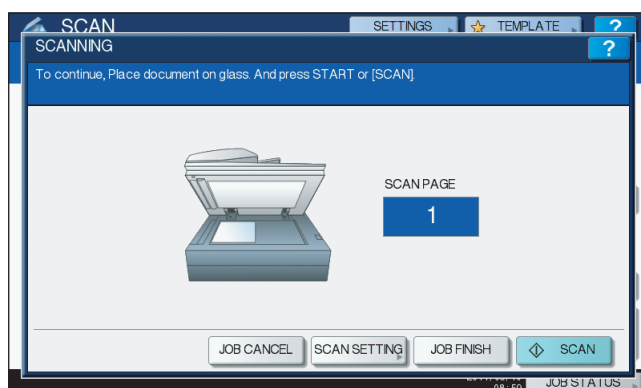 SCAN
SETTINGS
TEMPLATE
?
SCANNING
?
To continue, Place document on glass. And press START or [SCAN].
SCAN PAGE
1
JOB CANCEL
SCAN SETTING
JOB FINISH
SCAN
JOB STATUS